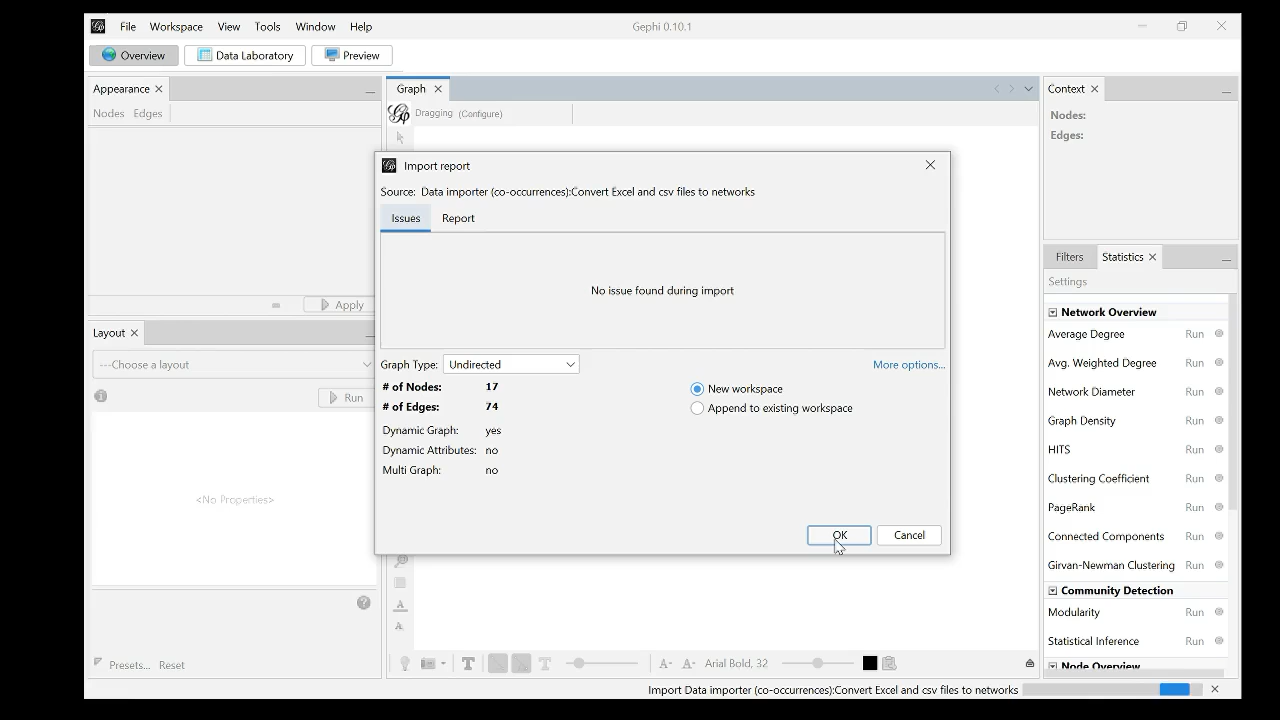 File Workspace View Tools Window Help Gephi 0.10.1
Overview Data Laboratory Preview
Appearance
Nodes Edges
Apply
Layout
---Choose a layout
Run
<No Properties>
Presets... Reset
Graph
Dragging (Configure)
Import report
Source: Data importer (co-occurrences):Convert Excel and csv files to networks
Issues Report
No issue found during import
Graph Type: Undirected More options...
# of Nodes: 17 New workspace
# of Edges: 74 Append to existing workspace
Dynamic Graph: yes
Dynamic Attributes: no
Multi Graph: no
OK Cancel
T T A- A- Arial Bold, 32
Context
Nodes:
Edges:
Filters Statistics
Settings
Network Overview
Average Degree Run
Avg. Weighted Degree Run
Network Diameter Run
Graph Density Run
HITS Run
Clustering Coefficient Run
PageRank Run
Connected Components Run
Girvan-Newman Clustering Run
Community Detection
Modularity Run
Statistical Inference Run
Node Overview
Import Data importer (co-occurrences):Convert Excel and csv files to networks